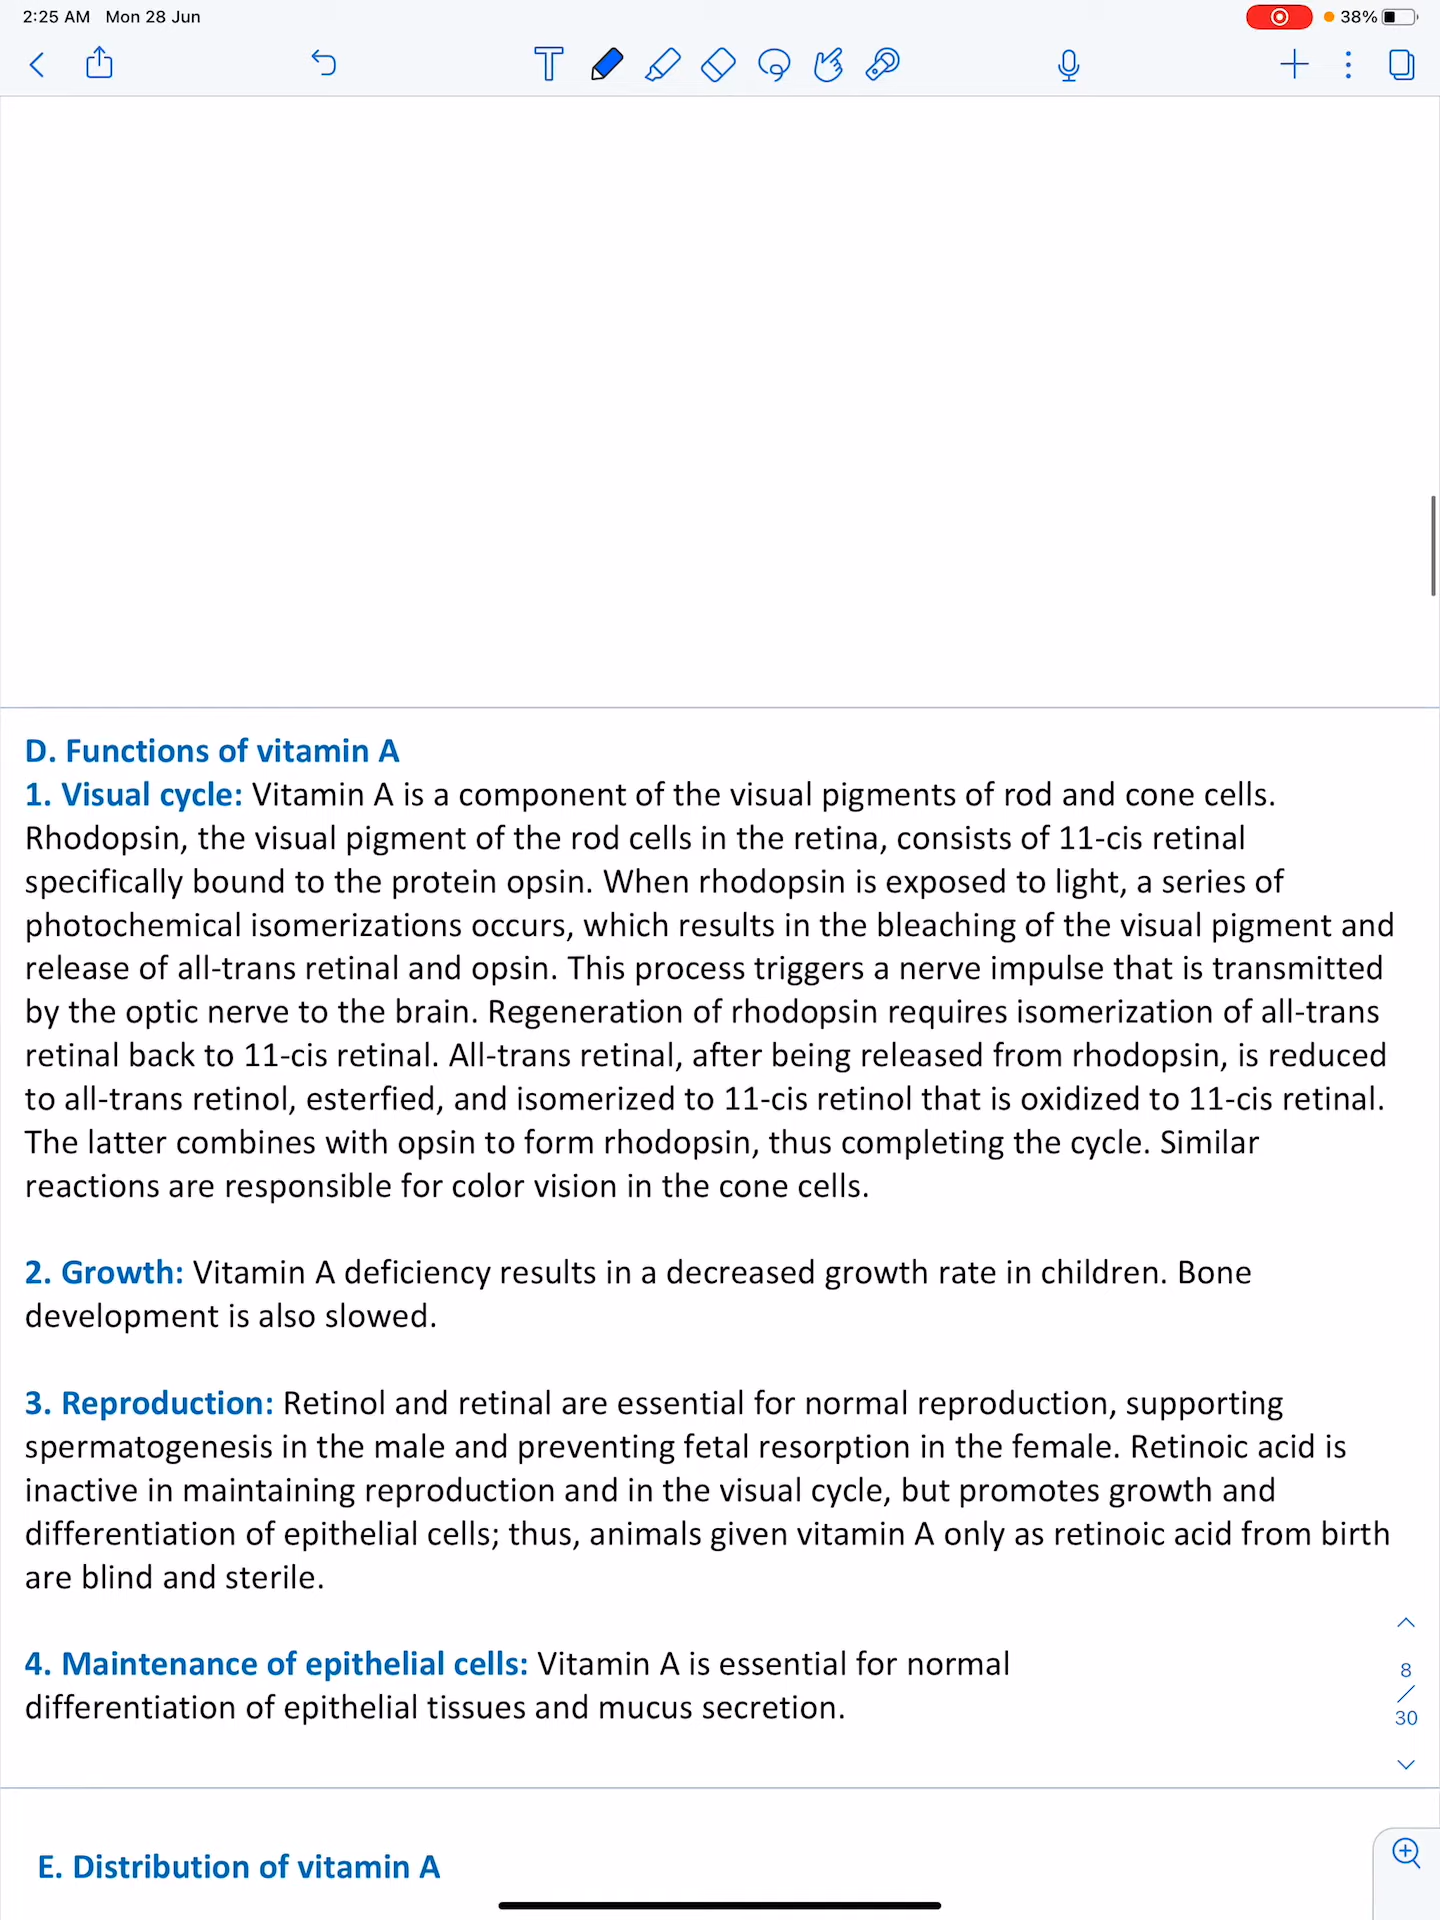 2:25 AM Mon 28 Jun
38%
D. Functions of vitamin A
1. Visual cycle: Vitamin A is a component of the visual pigments of rod and cone cells.
Rhodopsin, the visual pigment of the rod cells in the retina, consists of 11-cis retinal
specifically bound to the protein opsin. When rhodopsin is exposed to light, a series of
photochemical isomerizations occurs, which results in the bleaching of the visual pigment and
release of all-trans retinal and opsin. This process triggers a nerve impulse that is transmitted
by the optic nerve to the brain. Regeneration of rhodopsin requires isomerization of all-trans
retinal back to 11-cis retinal. All-trans retinal, after being released from rhodopsin, is reduced
to all-trans retinol, esterfied, and isomerized to 11-cis retinol that is oxidized to 11-cis retinal.
The latter combines with opsin to form rhodopsin, thus completing the cycle. Similar
reactions are responsible for color vision in the cone cells.
2. Growth: Vitamin A deficiency results in a decreased growth rate in children. Bone
development is also slowed.
3. Reproduction: Retinol and retinal are essential for normal reproduction, supporting
spermatogenesis in the male and preventing fetal resorption in the female. Retinoic acid is
inactive in maintaining reproduction and in the visual cycle, but promotes growth and
differentiation of epithelial cells; thus, animals given vitamin A only as retinoic acid from birth
are blind and sterile.
4. Maintenance of epithelial cells: Vitamin A is essential for normal
differentiation of epithelial tissues and mucus secretion.
8
/
30
E. Distribution of vitamin A